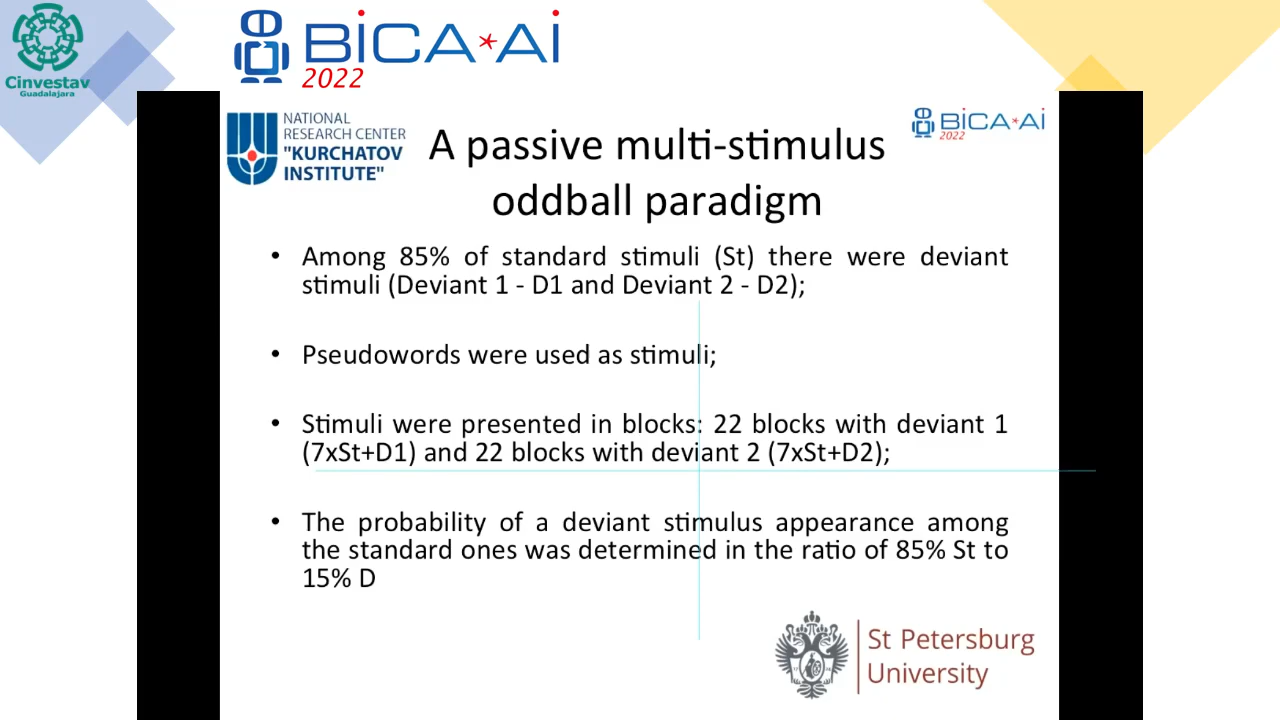 Cinvestav
Guadalajara
BiCA*Ai
2022
NATIONAL
RESEARCH CENTER
"KURCHATOV
INSTITUTE"
BiCA*Ai
2022
A passive multi-stimulus
oddball paradigm
• Among 85% of standard stimuli (St) there were deviant
stimuli (Deviant 1 - D1 and Deviant 2 - D2);
• Pseudowords were used as stimuli;
• Stimuli were presented in blocks: 22 blocks with deviant 1
(7xSt+D1) and 22 blocks with deviant 2 (7xSt+D2);
• The probability of a deviant stimulus appearance among
the standard ones was determined in the ratio of 85% St to
15% D
St Petersburg
University